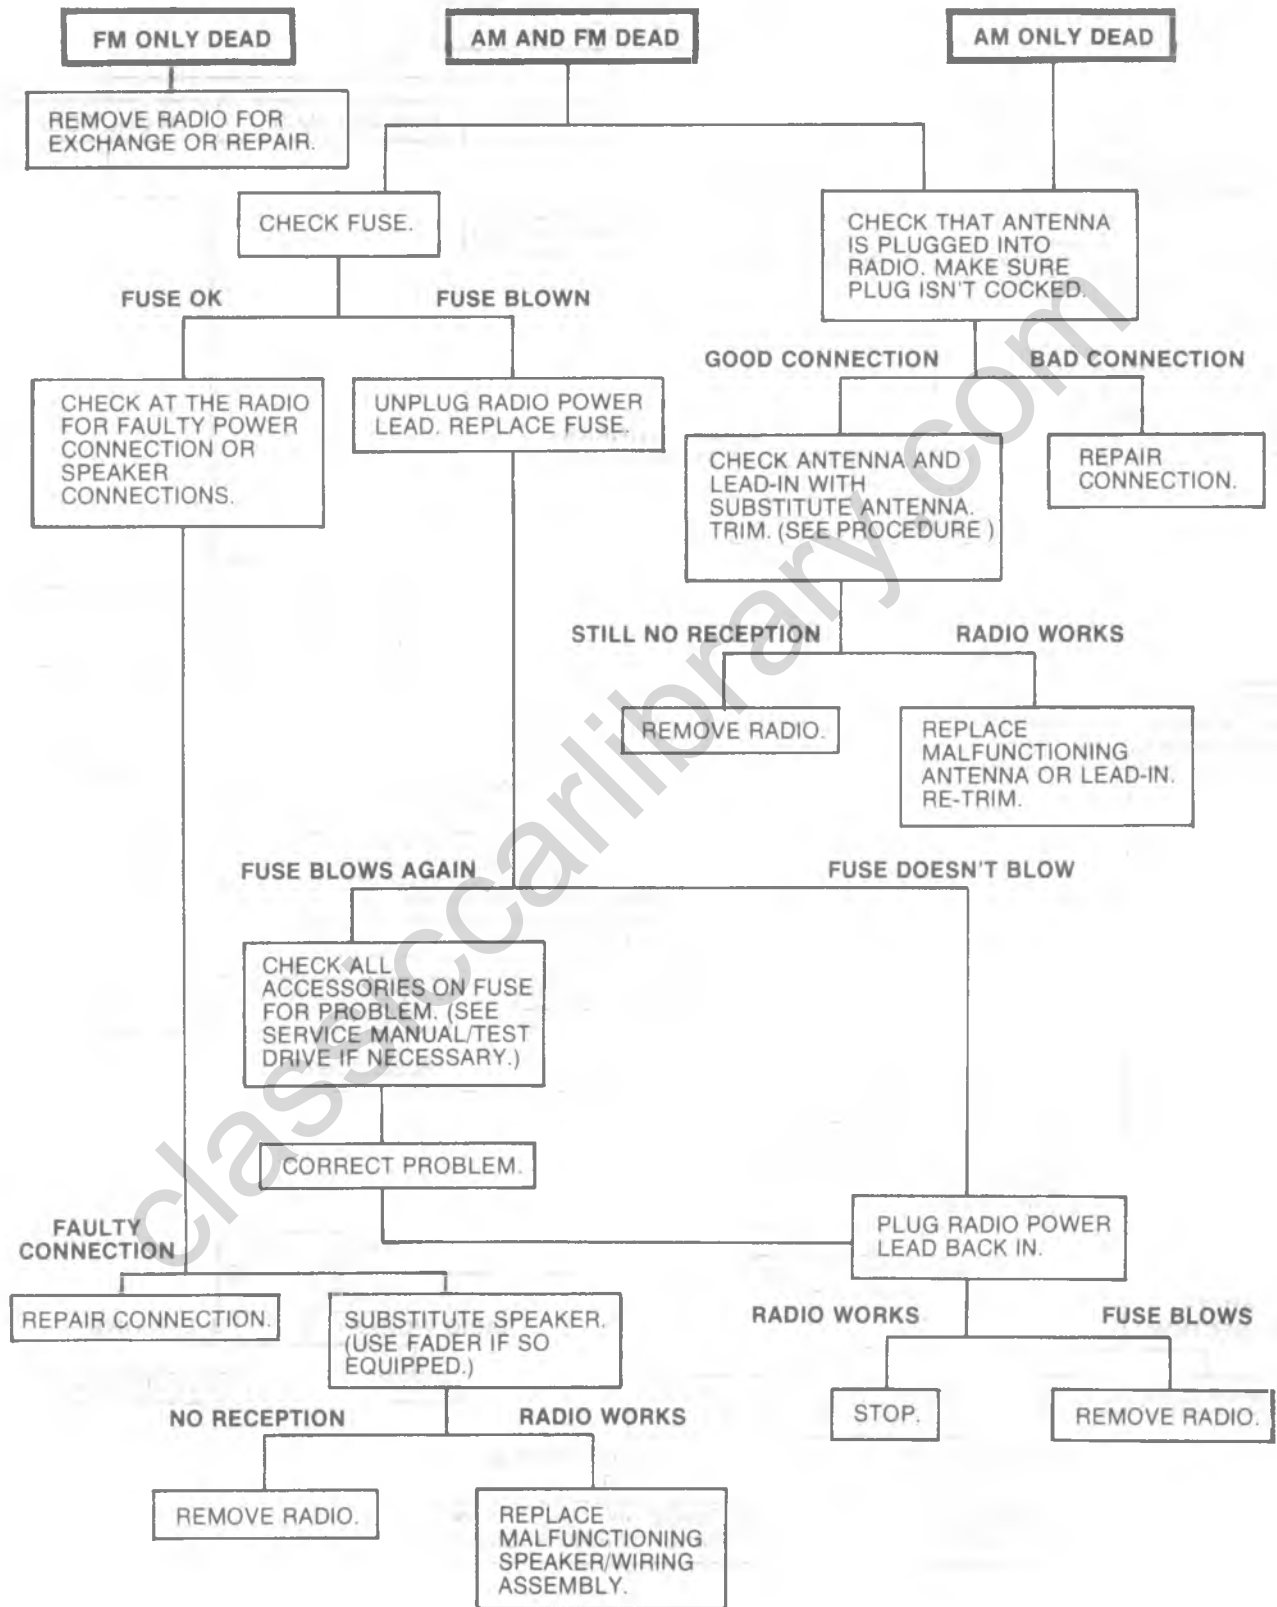 FM ONLY DEAD
AM AND FM DEAD
AM ONLY DEAD
REMOVE RADIO FOR
EXCHANGE OR REPAIR.
CHECK FUSE.
CHECK THAT ANTENNA
IS PLUGGED INTO
RADIO. MAKE SURE
PLUG ISN'T COCKED.
FUSE OK
FUSE BLOWN
GOOD CONNECTION
BAD CONNECTION
CHECK AT THE RADIO
FOR FAULTY POWER
CONNECTION OR
SPEAKER
CONNECTIONS.
UNPLUG RADIO POWER
LEAD. REPLACE FUSE.
CHECK ANTENNA AND
LEAD-IN WITH
SUBSTITUTE ANTENNA.
TRIM. (SEE PROCEDURE )
REPAIR
CONNECTION.
STILL NO RECEPTION
RADIO WORKS
REMOVE RADIO.
REPLACE
MALFUNCTIONING
ANTENNA OR LEAD-IN.
RE-TRIM.
FUSE BLOWS AGAIN
FUSE DOESN'T BLOW
CHECK ALL
ACCESSORIES ON FUSE
FOR PROBLEM. (SEE
SERVICE MANUAL/TEST
DRIVE IF NECESSARY.)
CORRECT PROBLEM.
PLUG RADIO POWER
LEAD BACK IN.
FAULTY
CONNECTION
REPAIR CONNECTION.
SUBSTITUTE SPEAKER.
(USE FADER IF SO
EQUIPPED.)
RADIO WORKS
FUSE BLOWS
STOP.
REMOVE RADIO.
NO RECEPTION
RADIO WORKS
REMOVE RADIO.
REPLACE
MALFUNCTIONING
SPEAKER/WIRING
ASSEMBLY.
classiccarlibrary.com